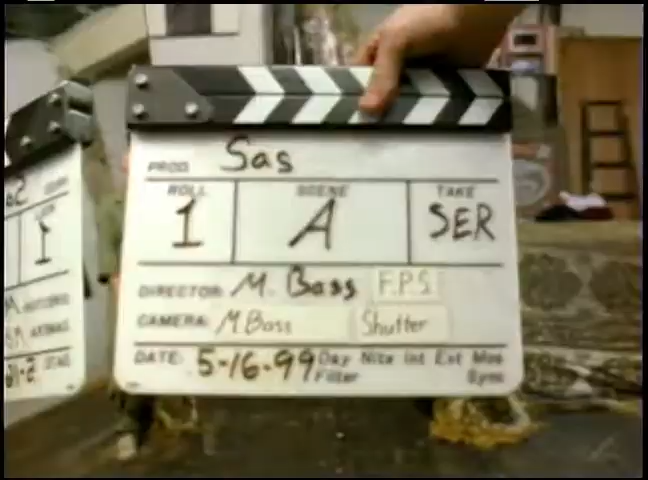 PROD. Sas
ROLL SCENE TAKE
1 A SER
DIRECTOR: M. Bass F.P.S.
CAMERA: M Bass Shutter
DATE: 5-16-99 Day Nite Int Ext Mos
Filter Sync